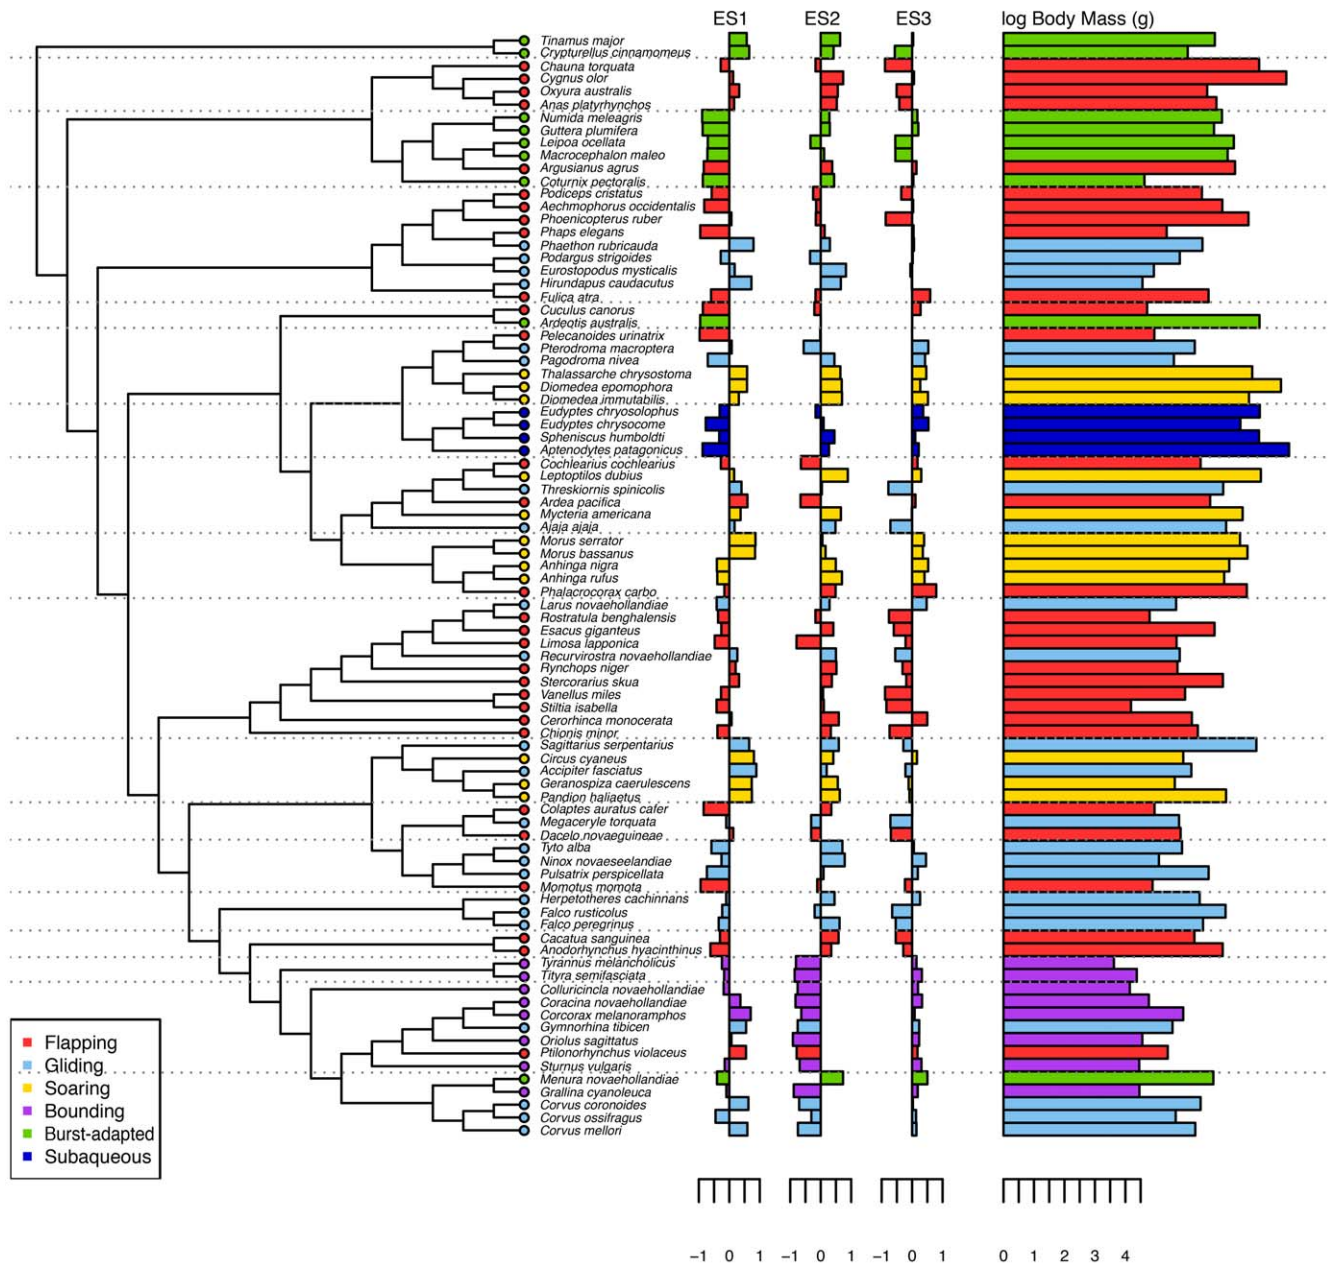 ES1 ES2 ES3 log Body Mass (g)
Tinamus major
Crypturellus cinnamomeus
Chauna torquata
Cygnus olor
Oxyura australis
Anas platyrhynchos
Numida meleagris
Guttera plumifera
Leipoa ocellata
Macrocephalon maleo
Argusianus agrus
Coturnix pectoralis
Podiceps cristatus
Aechmophorus occidentalis
Phoenicopterus ruber
Phaps elegans
Phaethon rubricauda
Podargus strigoides
Eurostopodus mysticalis
Hirundapus caudacutus
Fulica atra
Cuculus canorus
Ardeotis australis
Pelecanoides urinatrix
Pterodroma macroptera
Pagodroma nivea
Thalassarche chrysostoma
Diomedea epomophora
Diomedea immutabilis
Eudyptes chryosolophus
Eudyptes chrysocome
Spheniscus humboldti
Aptenodytes patagonicus
Cochlearius cochlearius
Leptoptilos dubius
Threskiornis spinicolis
Ardea pacifica
Mycteria americana
Ajaja ajaja
Morus serrator
Morus bassanus
Anhinga nigra
Anhinga rufus
Phalacrocorax carbo
Larus novaehollandiae
Rostratula benghalensis
Esacus giganteus
Limosa lapponica
Recurvirostra novaehollandiae
Rynchops niger
Stercorarius skua
Vanellus miles
Stiltia isabella
Cerorhinca monocerata
Chionis minor
Sagittarius serpentarius
Circus cyaneus
Accipiter fasciatus
Geranospiza caerulescens
Pandion haliaetus
Colaptes auratus cafer
Megaceryle torquata
Dacelo novaeguineae
Tyto alba
Ninox novaeseelandiae
Pulsatrix perspicellata
Momotus momota
Herpetotheres cachinnans
Falco rusticolus
Falco peregrinus
Cacatua sanguinea
Anodorhynchus hyacinthinus
Tyrannus melancholicus
Tityra semifasciata
Colluricincla novaehollandiae
Coracina novaehollandiae
Corcorax melanoramphos
Gymnorhina tibicen
Oriolus sagittatus
Ptilonorhynchus violaceus
Sturnus vulgaris
Menura novaehollandiae
Grallina cyanoleuca
Corvus coronoides
Corvus ossifragus
Corvus mellori
Flapping
Gliding
Soaring
Bounding
Burst-adapted
Subaqueous
−1 0 1 −1 0 1 −1 0 1 0 1 2 3 4